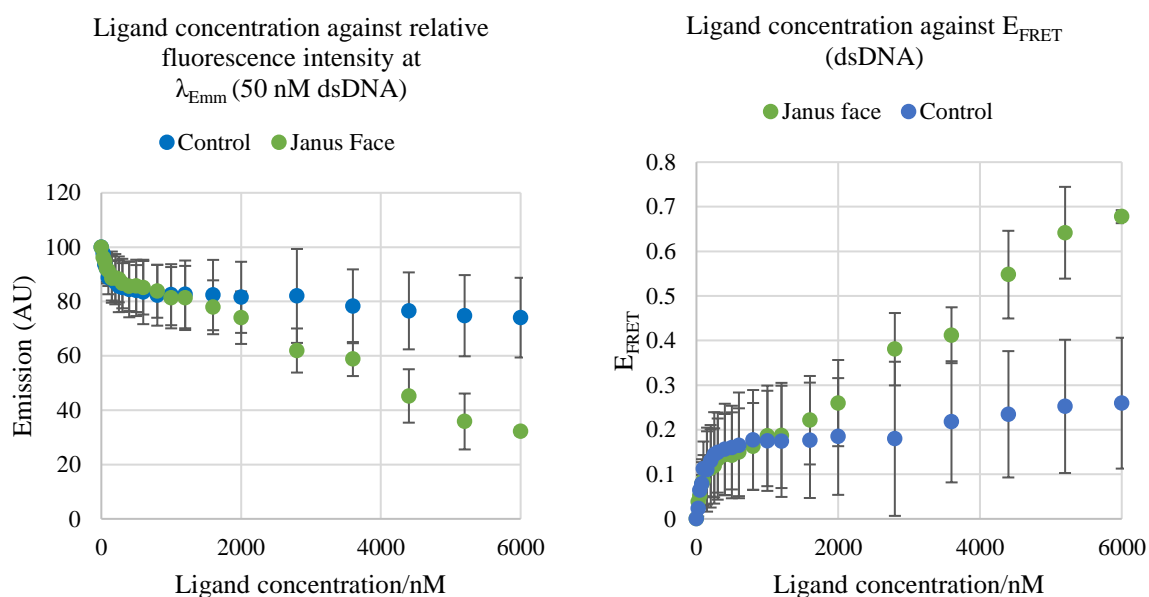 Ligand concentration against relative
fluorescence intensity at
λEmm (50 nM dsDNA)
Control Janus Face
120
100
80
60
40
20
0
Emission (AU)
0 2000 4000 6000
Ligand concentration/nM
Ligand concentration against EFRET
(dsDNA)
Janus face Control
0.8
0.7
0.6
0.5
0.4
0.3
0.2
0.1
0
EFRET
0 2000 4000 6000
Ligand concentration/nM